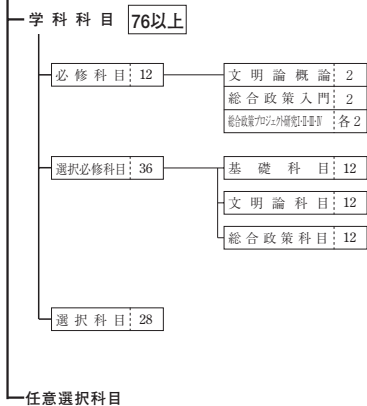 学科科目 76以上
必修科目 12
文明論概論 2
総合政策入門 2
総合政策プロジェクト研究Ⅰ・Ⅱ・Ⅲ・Ⅳ 各2
選択必修科目 36
基礎科目 12
文明論科目 12
総合政策科目 12
選択科目 28
任意選択科目